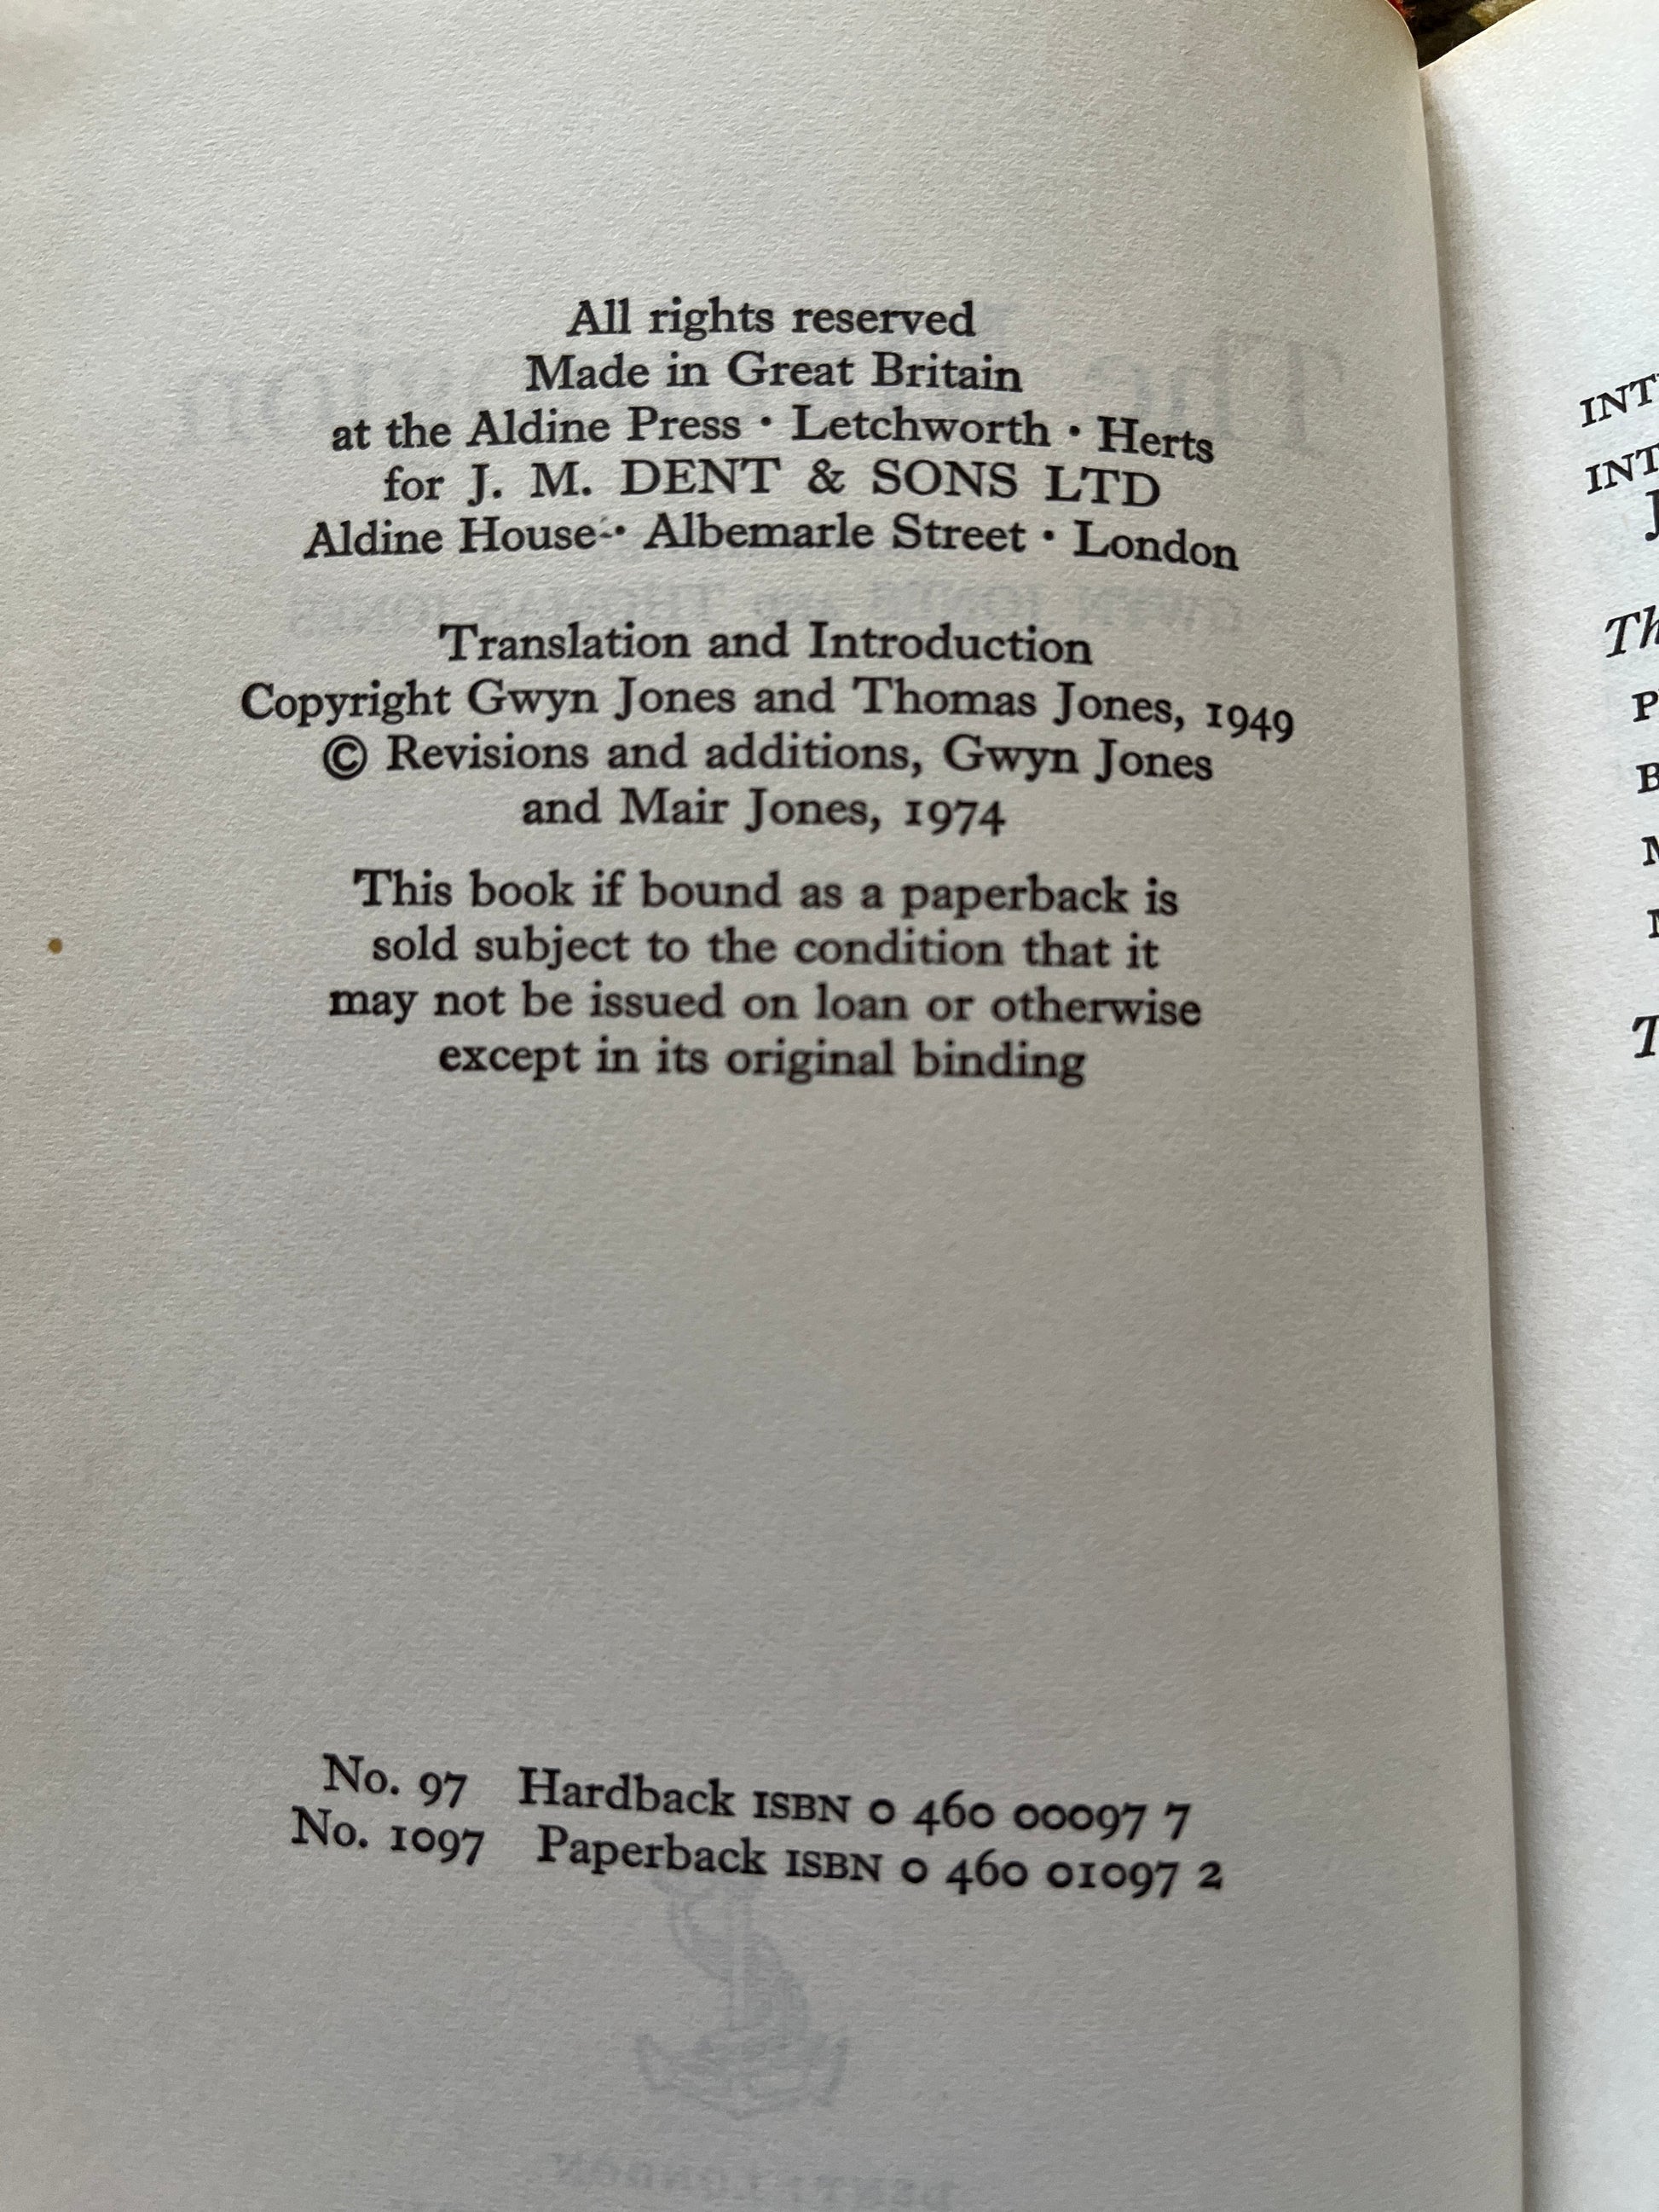 All rights reserved
Made in Great Britain
at the Aldine Press · Letchworth · Herts
for J. M. DENT & SONS LTD
Aldine House · Albemarle Street · London
Translation and Introduction
Copyright Gwyn Jones and Thomas Jones, 1949
© Revisions and additions, Gwyn Jones
and Mair Jones, 1974
This book if bound as a paperback is
sold subject to the condition that it
may not be issued on loan or otherwise
except in its original binding
No. 97 Hardback ISBN 0 460 00097 7
No. 1097 Paperback ISBN 0 460 01097 2